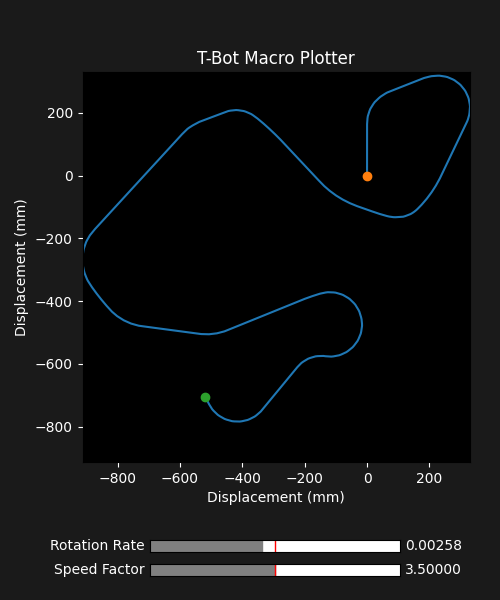 T-Bot Macro Plotter
200
0
−200
−400
−600
−800
Displacement (mm)
−800 −600 −400 −200 0 200
Displacement (mm)
Rotation Rate 0.00258
Speed Factor 3.50000